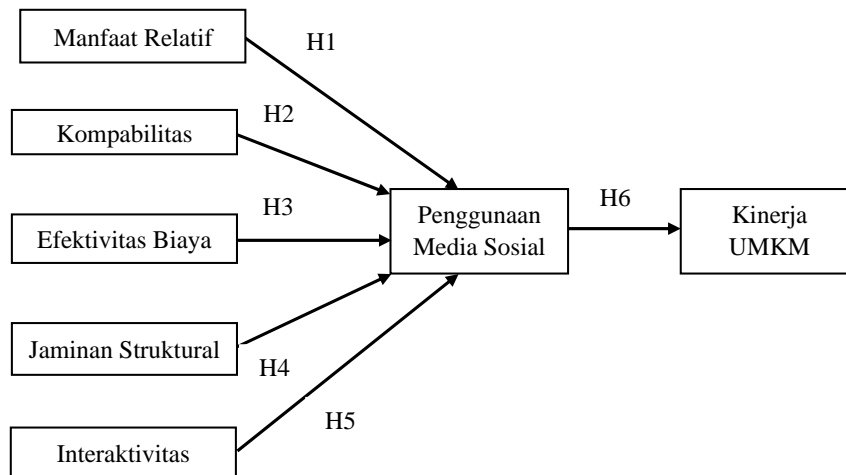 Manfaat Relatif
H1
Kompabilitas
H2
Efektivitas Biaya
H3
Penggunaan
Media Sosial
H6
Kinerja
UMKM
Jaminan Struktural
H4
Interaktivitas
H5